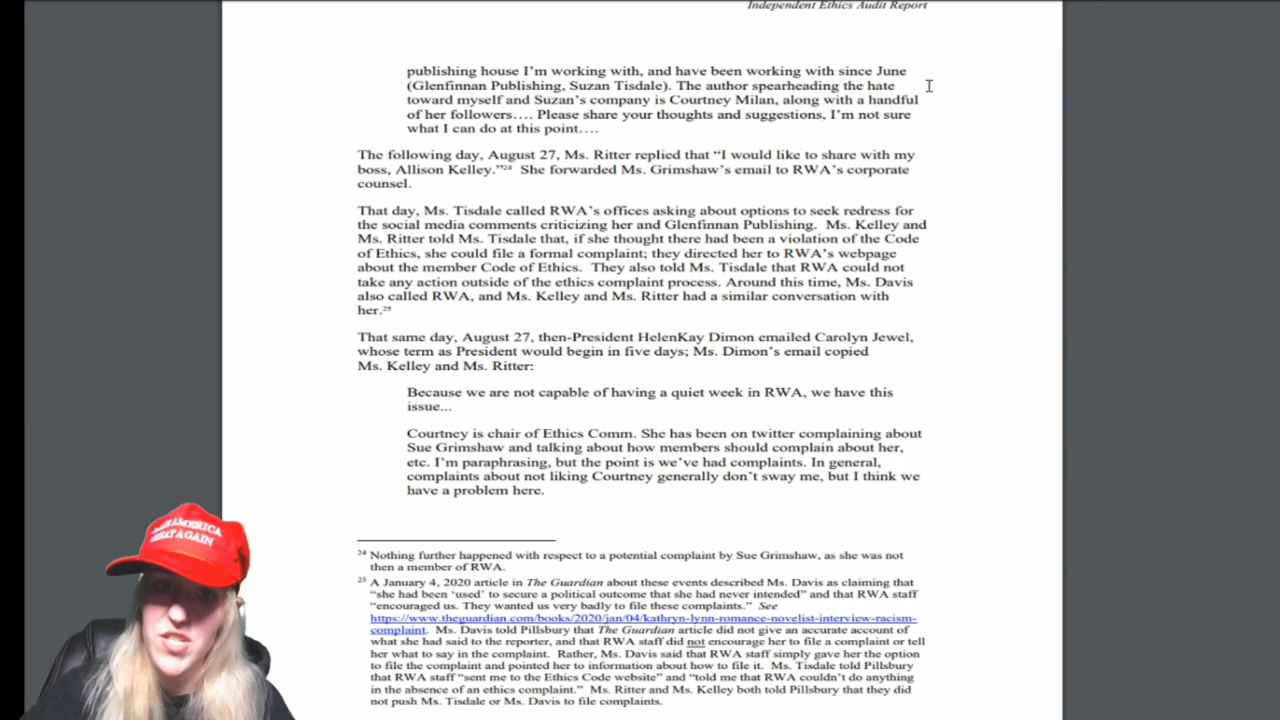 Independent Ethics Audit Report
publishing house I'm working with, and have been working with since June
(Glenfinnan Publishing, Suzan Tisdale). The author spearheading the hate
toward myself and Suzan's company is Courtney Milan, along with a handful
of her followers…. Please share your thoughts and suggestions, I'm not sure
what I can do at this point….
The following day, August 27, Ms. Ritter replied that “I would like to share with my
boss, Allison Kelley.”24 She forwarded Ms. Grimshaw's email to RWA's corporate
counsel.
That day, Ms. Tisdale called RWA's offices asking about options to seek redress for
the social media comments criticizing her and Glenfinnan Publishing. Ms. Kelley and
Ms. Ritter told Ms. Tisdale that, if she thought there had been a violation of the Code
of Ethics, she could file a formal complaint; they directed her to RWA's webpage
about the member Code of Ethics. They also told Ms. Tisdale that RWA could not
take any action outside of the ethics complaint process. Around this time, Ms. Davis
also called RWA, and Ms. Kelley and Ms. Ritter had a similar conversation with
her.25
That same day, August 27, then-President HelenKay Dimon emailed Carolyn Jewel,
whose term as President would begin in five days; Ms. Dimon's email copied
Ms. Kelley and Ms. Ritter:
Because we are not capable of having a quiet week in RWA, we have this
issue...
Courtney is chair of Ethics Comm. She has been on twitter complaining about
Sue Grimshaw and talking about how members should complain about her,
etc. I'm paraphrasing, but the point is we've had complaints. In general,
complaints about not liking Courtney generally don't sway me, but I think we
have a problem here.
24 Nothing further happened with respect to a potential complaint by Sue Grimshaw, as she was not
then a member of RWA.
25 A January 4, 2020 article in The Guardian about these events described Ms. Davis as claiming that
“she had been ‘used’ to secure a political outcome that she had never intended” and that RWA staff
“encouraged us. They wanted us very badly to file these complaints.” See
https://www.theguardian.com/books/2020/jan/04/kathryn-lynn-romance-novelist-interview-racism-
complaint. Ms. Davis told Pillsbury that The Guardian article did not give an accurate account of
what she had said to the reporter, and that RWA staff did not encourage her to file a complaint or tell
her what to say in the complaint. Rather, Ms. Davis said that RWA staff simply gave her the option
to file the complaint and pointed her to information about how to file it. Ms. Tisdale told Pillsbury
that RWA staff “sent me to the Ethics Code website” and “told me that RWA couldn't do anything
in the absence of an ethics complaint.” Ms. Ritter and Ms. Kelley both told Pillsbury that they did
not push Ms. Tisdale or Ms. Davis to file complaints.
AMERICA
GREAT AGAIN